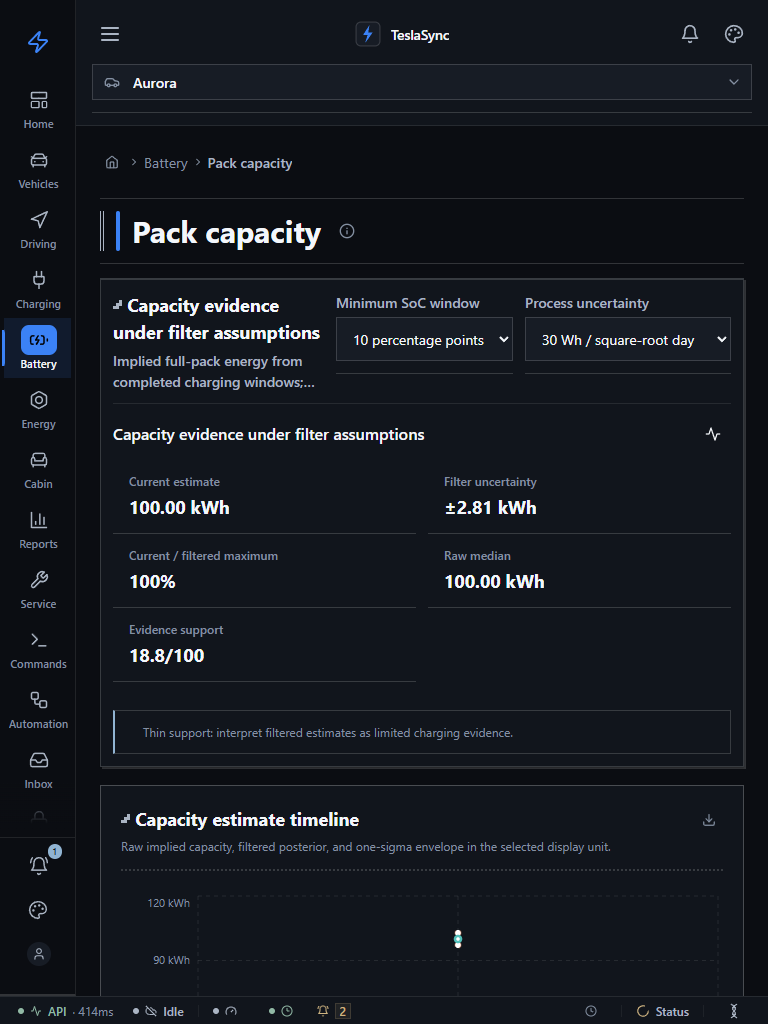 TeslaSync
Aurora
Home
Vehicles
Driving
Charging
Battery
Energy
Cabin
Reports
Service
Commands
Automation
Inbox
1
Battery
Pack capacity
Pack capacity
Capacity evidence
under filter assumptions
Implied full-pack energy from
completed charging windows;...
Minimum SoC window
10 percentage points
Process uncertainty
30 Wh / square-root day
Capacity evidence under filter assumptions
Current estimate
100.00 kWh
Filter uncertainty
±2.81 kWh
Current / filtered maximum
100%
Raw median
100.00 kWh
Evidence support
18.8/100
Thin support: interpret filtered estimates as limited charging evidence.
Capacity estimate timeline
Raw implied capacity, filtered posterior, and one-sigma envelope in the selected display unit.
120 kWh
90 kWh
API · 414ms
Idle
2
Status